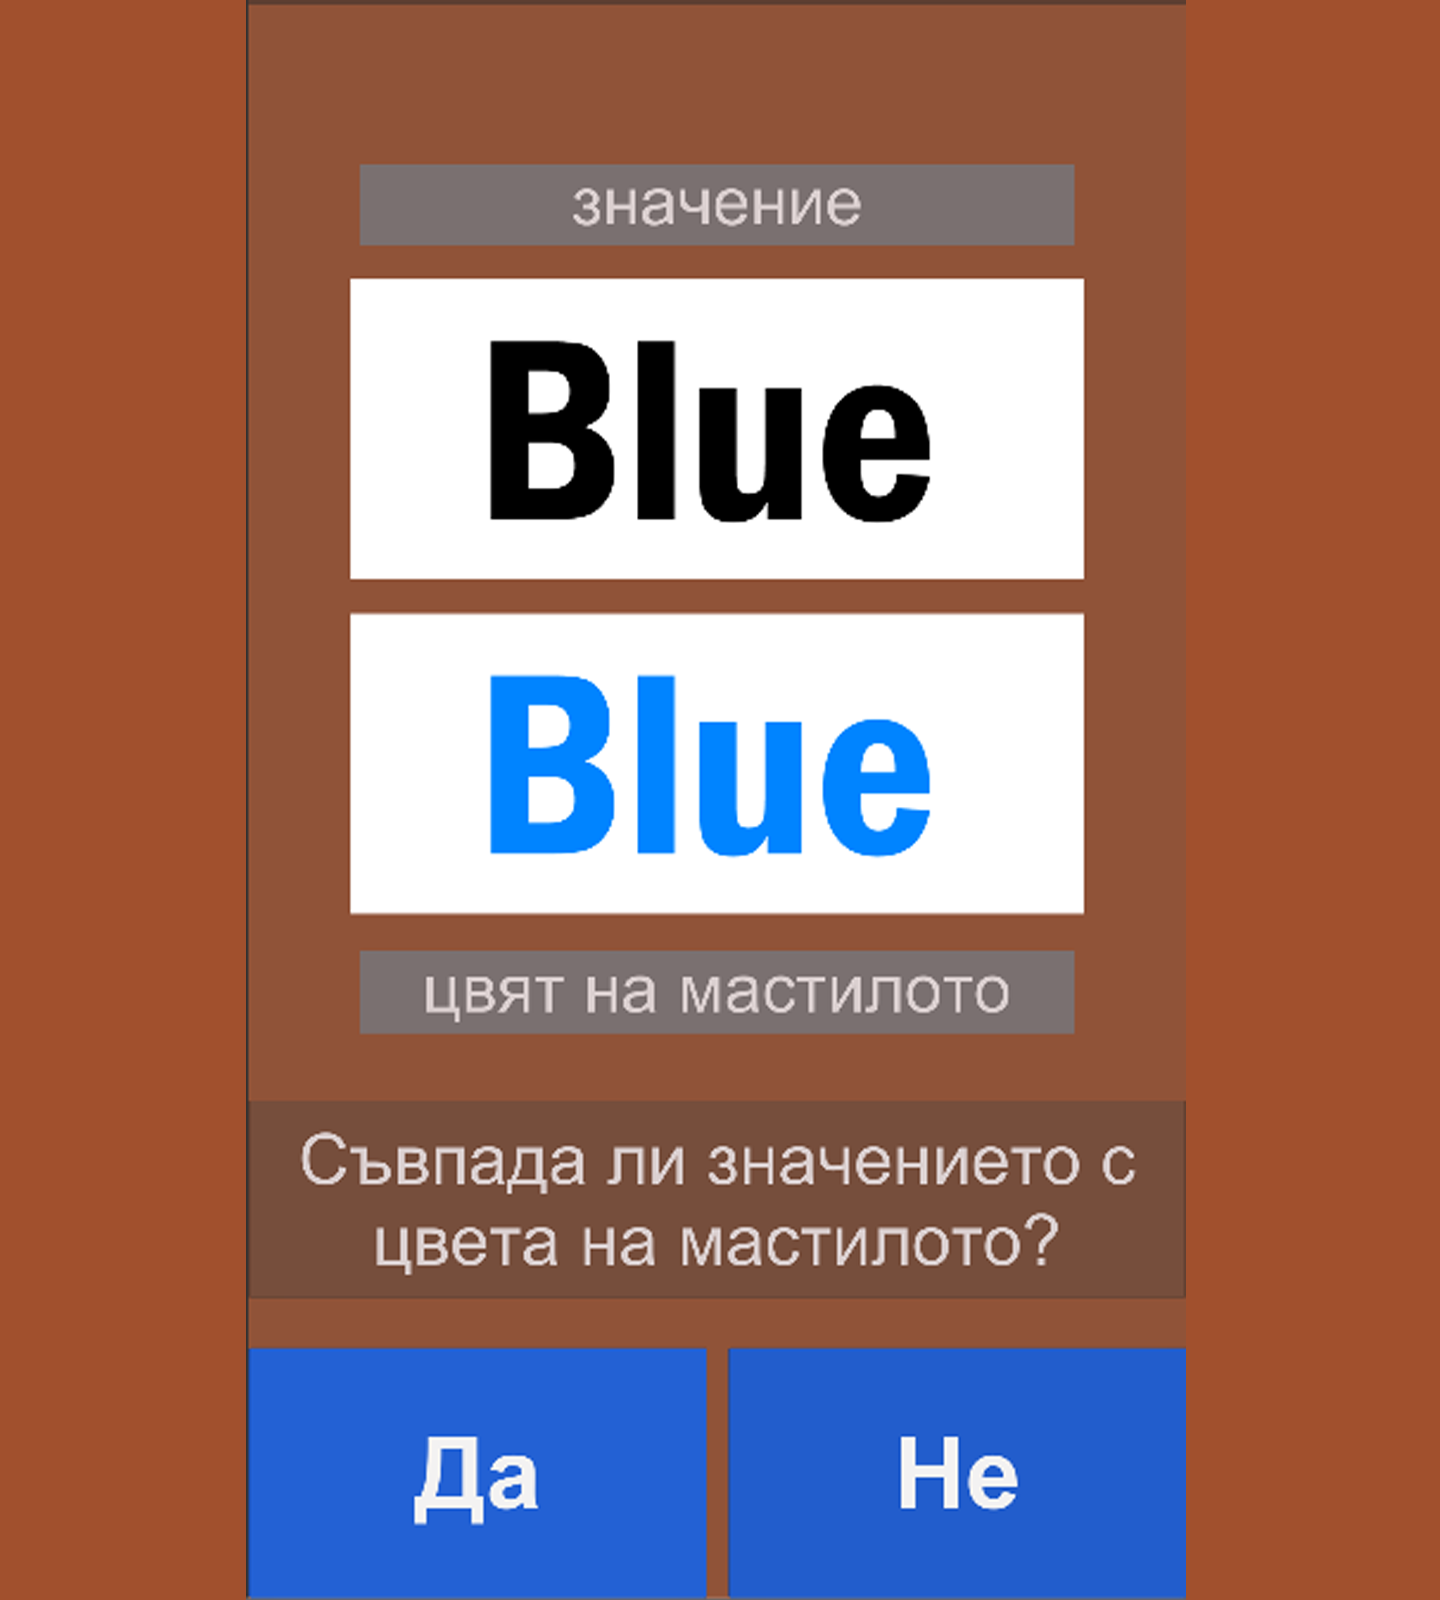 значение
Blue
Blue
цвят на мастилото
Съвпада ли значението с
цвета на мастилото?
Да
Не